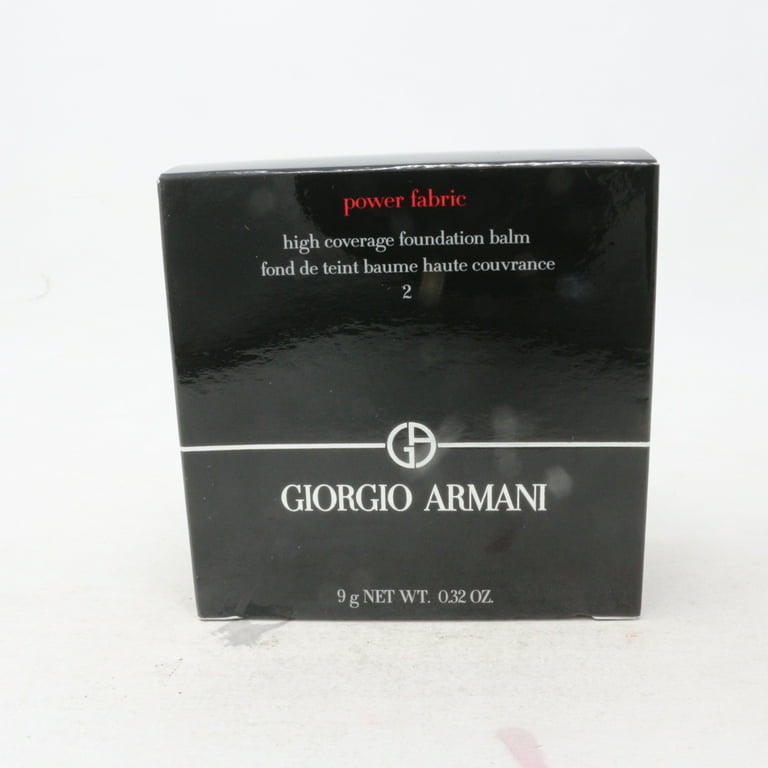 power fabric
high coverage foundation balm
fond de teint baume haute couvrance
2
GA
GIORGIO ARMANI
9 g NET WT. 0.32 OZ.